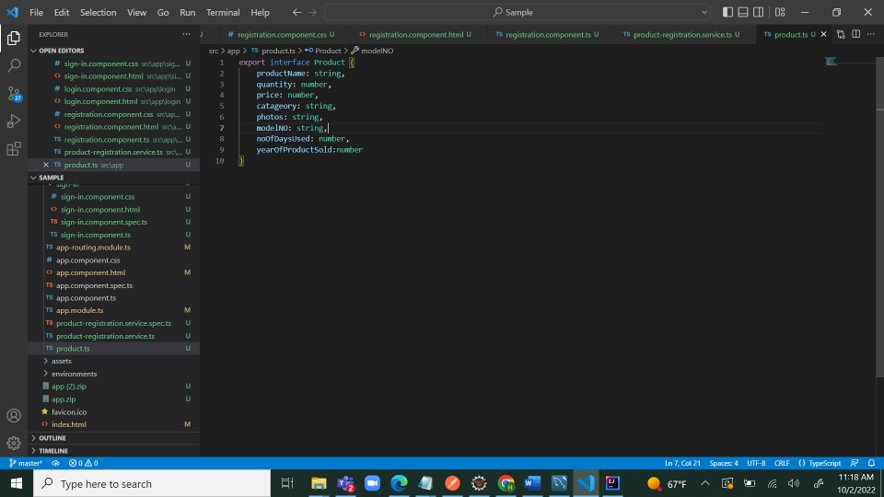 File Edit Selection View Go Run Terminal Help
Sample
EXPLORER
registration.component.css U
registration.component.html U
registration.component.ts U
product-registration.service.ts U
product.ts U
OPEN EDITORS
src > app > product.ts > Product > modelNO
sign-in.component.css src\app\sig... U
sign-in.component.html src\app\si... U
login.component.css src\app\login U
login.component.html src\app\login U
registration.component.css src\ap... U
registration.component.html src\a... U
registration.component.ts src\app\... U
product-registration.service.ts src\... U
product.ts src\app U
SAMPLE
sign-in
sign-in.component.css U
sign-in.component.html U
sign-in.component.spec.ts U
sign-in.component.ts U
app-routing.module.ts M
app.component.css
app.component.html M
app.component.spec.ts
app.component.ts
app.module.ts M
product-registration.service.spec.ts U
product-registration.service.ts U
product.ts U
assets
environments
app (2).zip U
app.zip U
favicon.ico
index.html M
OUTLINE
TIMELINE
1 export interface Product {
2 productName: string,
3 quantity: number,
4 price: number,
5 catageory: string,
6 photos: string,
7 modelNO: string,
8 noOfDaysUsed: number,
9 yearOfProductSold:number
10 }
master* 0 0
Ln 7, Col 21 Spaces: 4 UTF-8 CRLF {} TypeScript
Type here to search
67°F
11:18 AM
10/2/2022